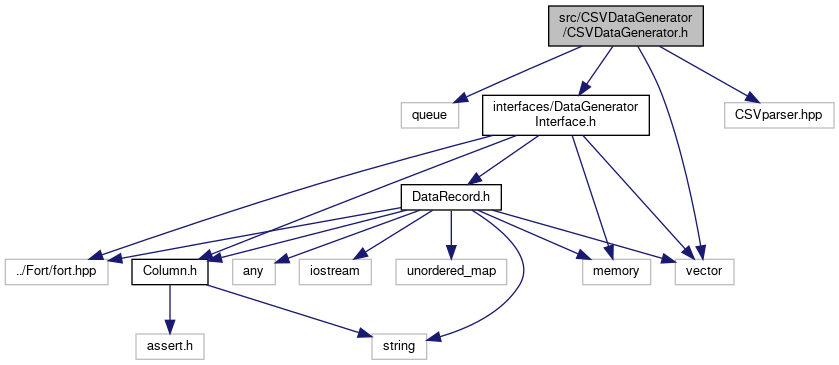 src/CSVDataGenerator
/CSVDataGenerator.h
queue
interfaces/DataGenerator
Interface.h
CSVparser.hpp
DataRecord.h
../Fort/fort.hpp
Column.h
any
iostream
unordered_map
memory
vector
assert.h
string